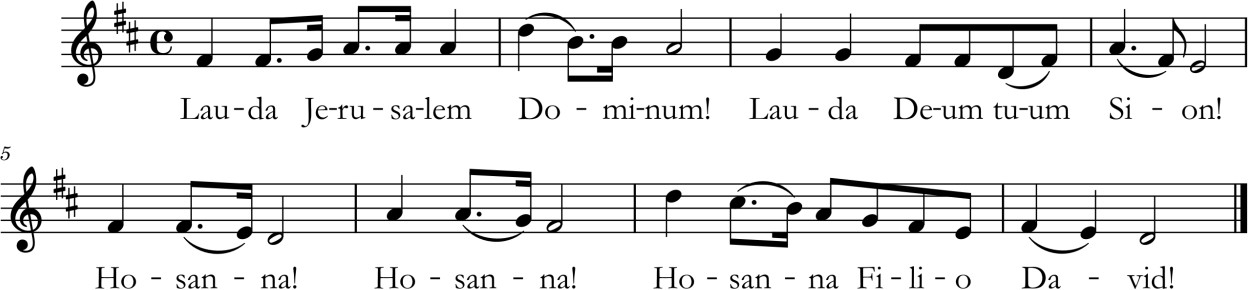 Lau-da Je-ru-sa-lem Do - mi-num! Lau-da De-um tu-um Si - on!
5
Ho-san-na! Ho-san-na! Ho-san-na Fi-li-o Da - vid!